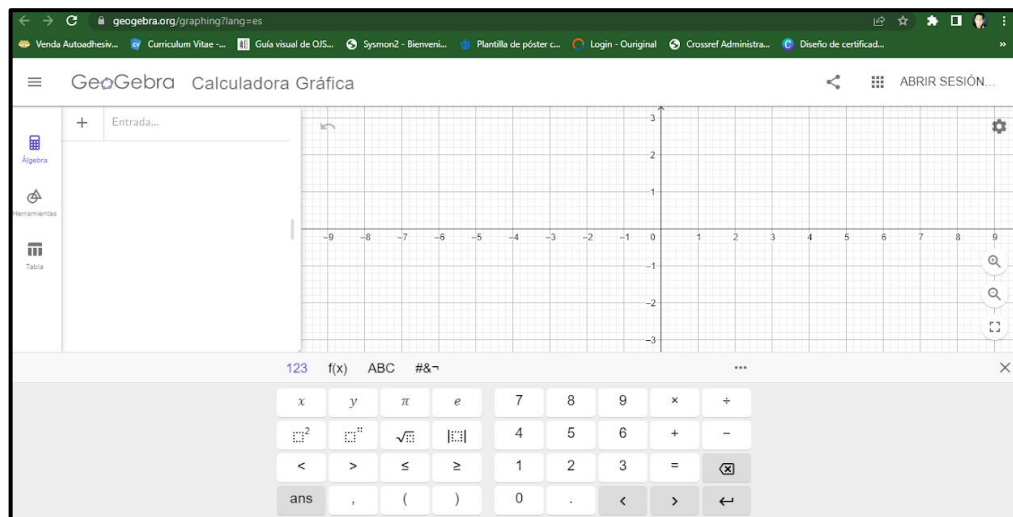 geogebra.org/graphing?lang=es
Venda Autoadhesiv... Curriculum Vitae -... Guía visual de OJS... Sysmon2 - Bienveni... Plantilla de póster c... Login - Ouriginal Crossref Administra... Diseño de certificad... »
GeoGebra Calculadora Gráfica ABRIR SESIÓN...
+ Entrada...
Álgebra
Herramientas
Tabla
3
2
1
-9 -8 -7 -6 -5 -4 -3 -2 -1 0 1 2 3 4 5 6 7 8 9
-1
-2
-3
123 f(x) ABC #&¬ ...
x y π e 7 8 9 × ÷
² √ | | 4 5 6 + −
< > ≤ ≥ 1 2 3 =
ans , ( ) 0 . < >